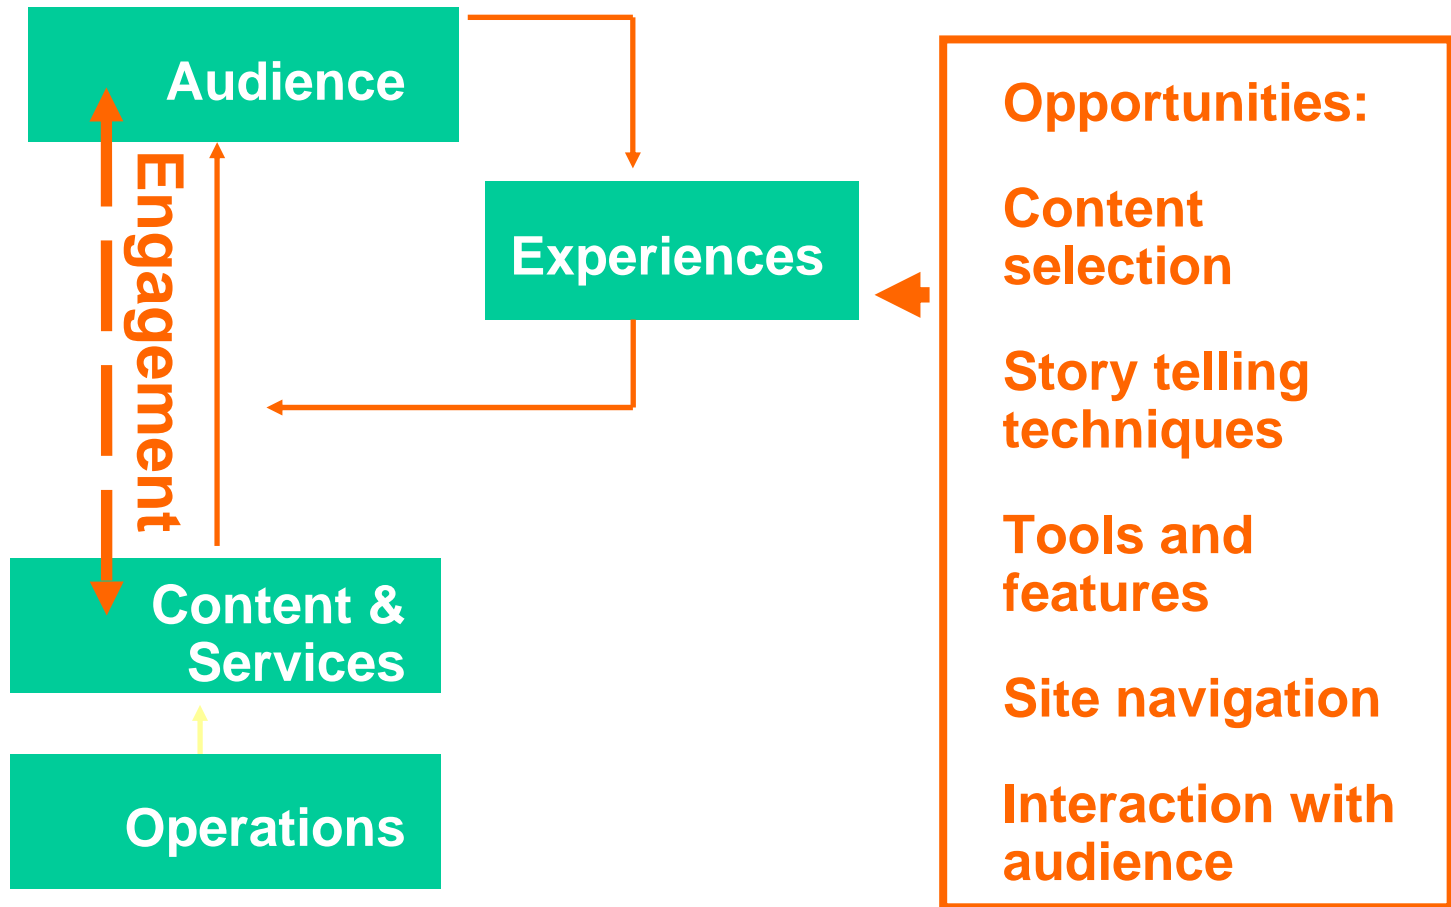 Audience
Engagement
Experiences
Content &
Services
Operations
Opportunities:
Content
selection
Story telling
techniques
Tools and
features
Site navigation
Interaction with
audience